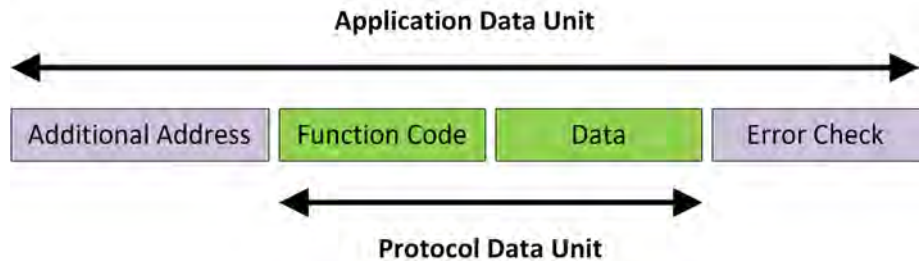 Application Data Unit
Additional Address Function Code Data Error Check
Protocol Data Unit